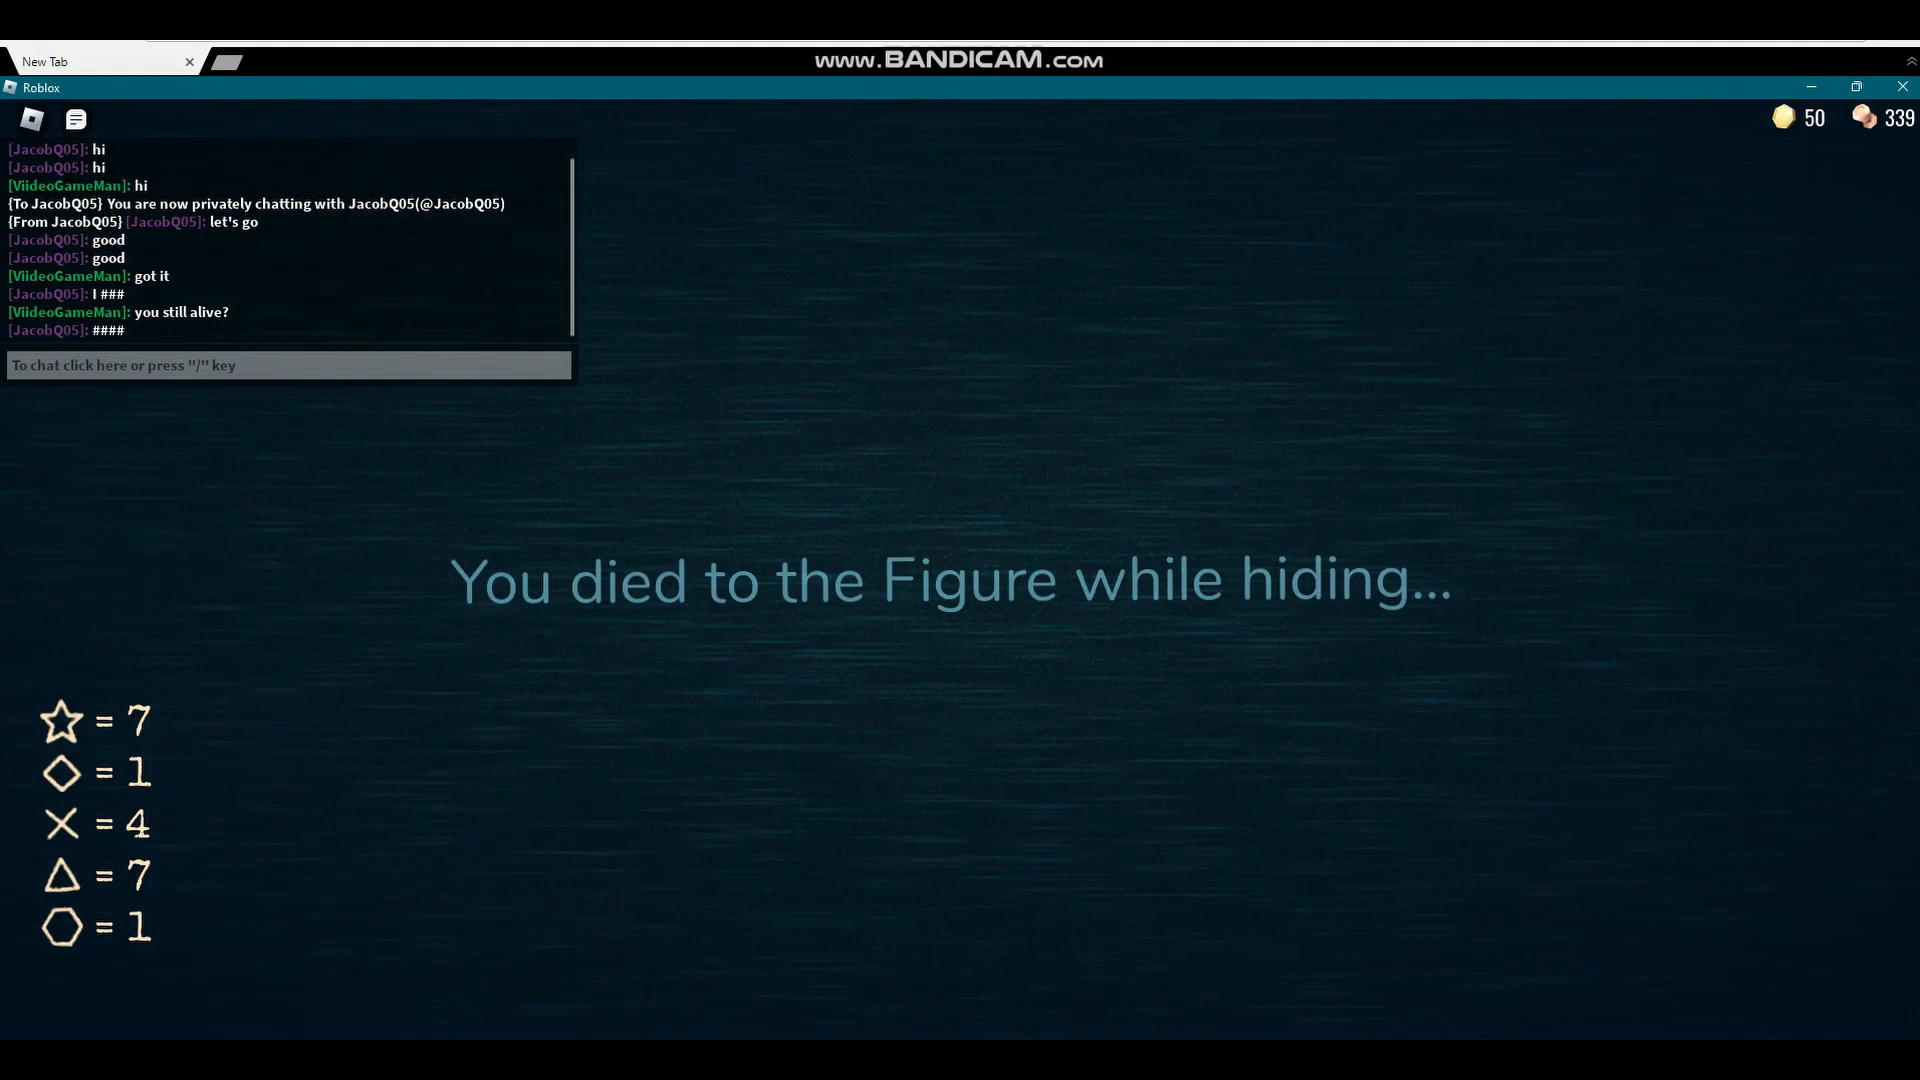 New Tab
www.BANDICAM.com
Roblox
50
339
[JacobQ05]: hi
[JacobQ05]: hi
[ViideoGameMan]: hi
{To JacobQ05} You are now privately chatting with JacobQ05(@JacobQ05)
{From JacobQ05} [JacobQ05]: let's go
[JacobQ05]: good
[JacobQ05]: good
[ViideoGameMan]: got it
[JacobQ05]: I ###
[ViideoGameMan]: you still alive?
[JacobQ05]: ####
To chat click here or press "/" key
You died to the Figure while hiding...
= 7
= 1
= 4
= 7
= 1